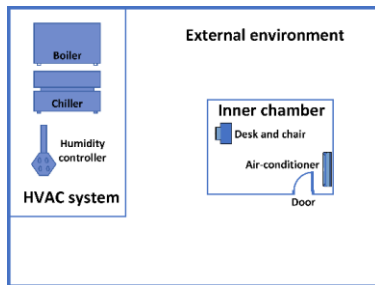 Boiler
Chiller
Humidity
controller
HVAC system
External environment
Inner chamber
Desk and chair
Air-conditioner
Door